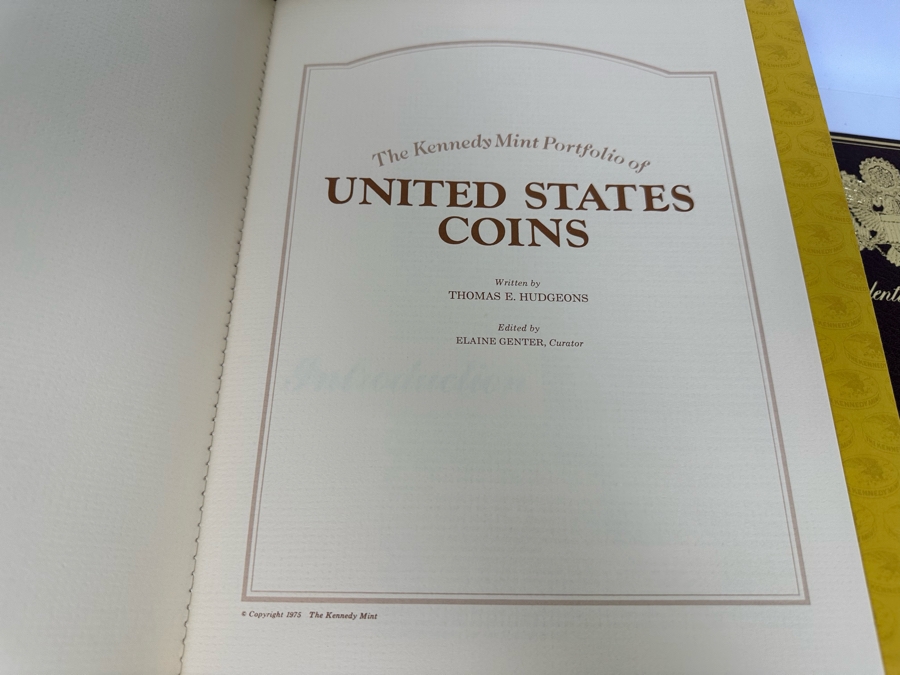 The Kennedy Mint Portfolio of
UNITED STATES
COINS
Written by
THOMAS E. HUDGEONS
Edited by
ELAINE GENTER, Curator
Introduction
© Copyright 1975 The Kennedy Mint